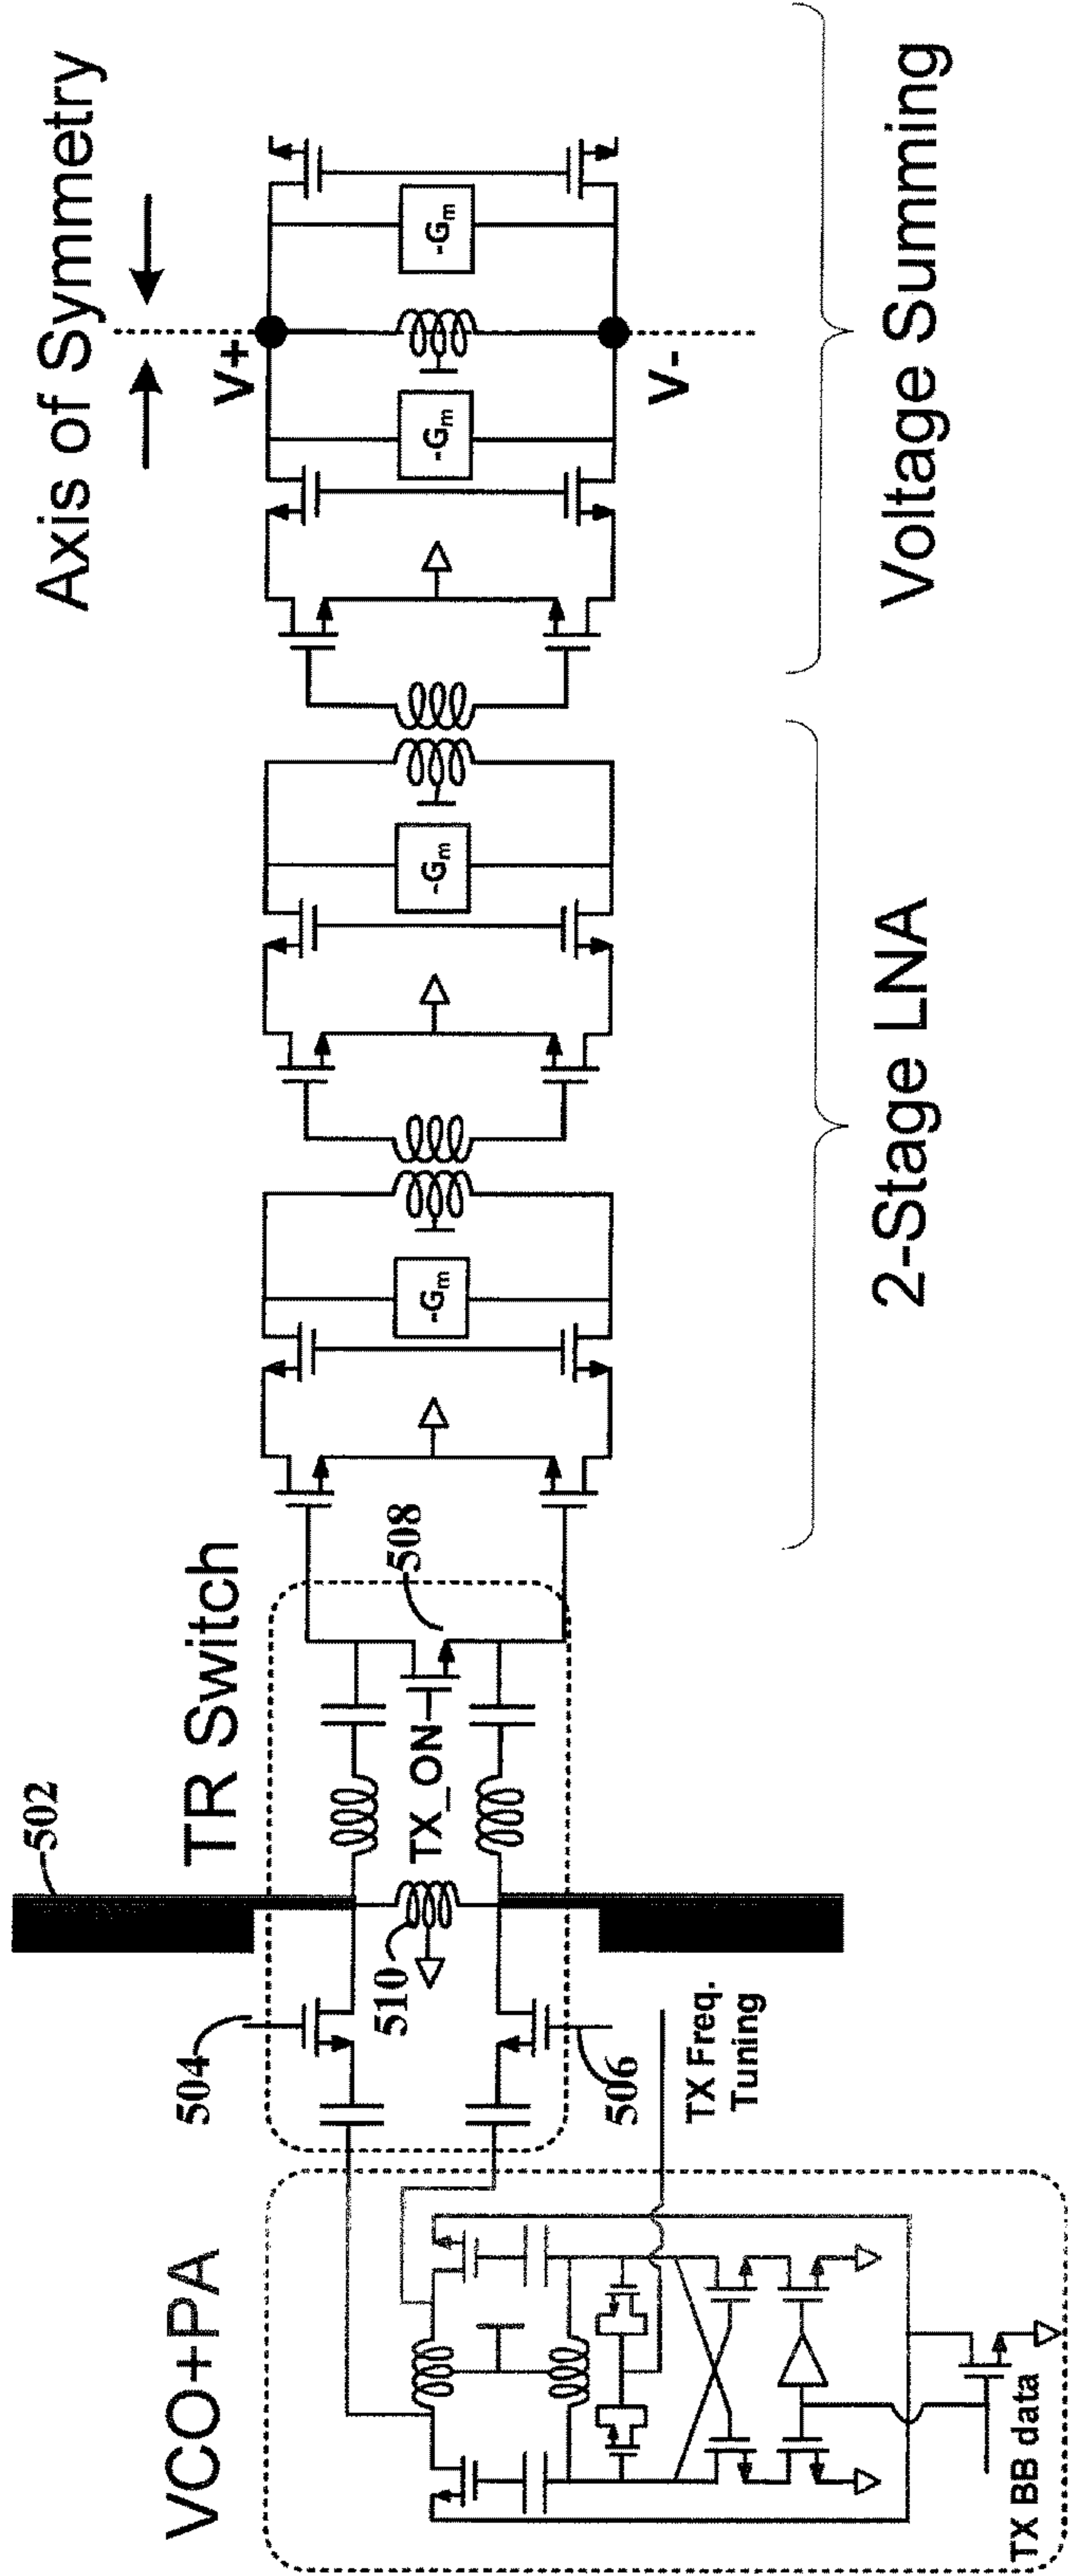 VCO+PA
TR Switch
Axis of Symmetry
502
504
506
508
510
TX_ON
TX Freq.
Tuning
TX BB data
-Gm
-Gm
-Gm
-Gm
V+
V-
2-Stage LNA
Voltage Summing